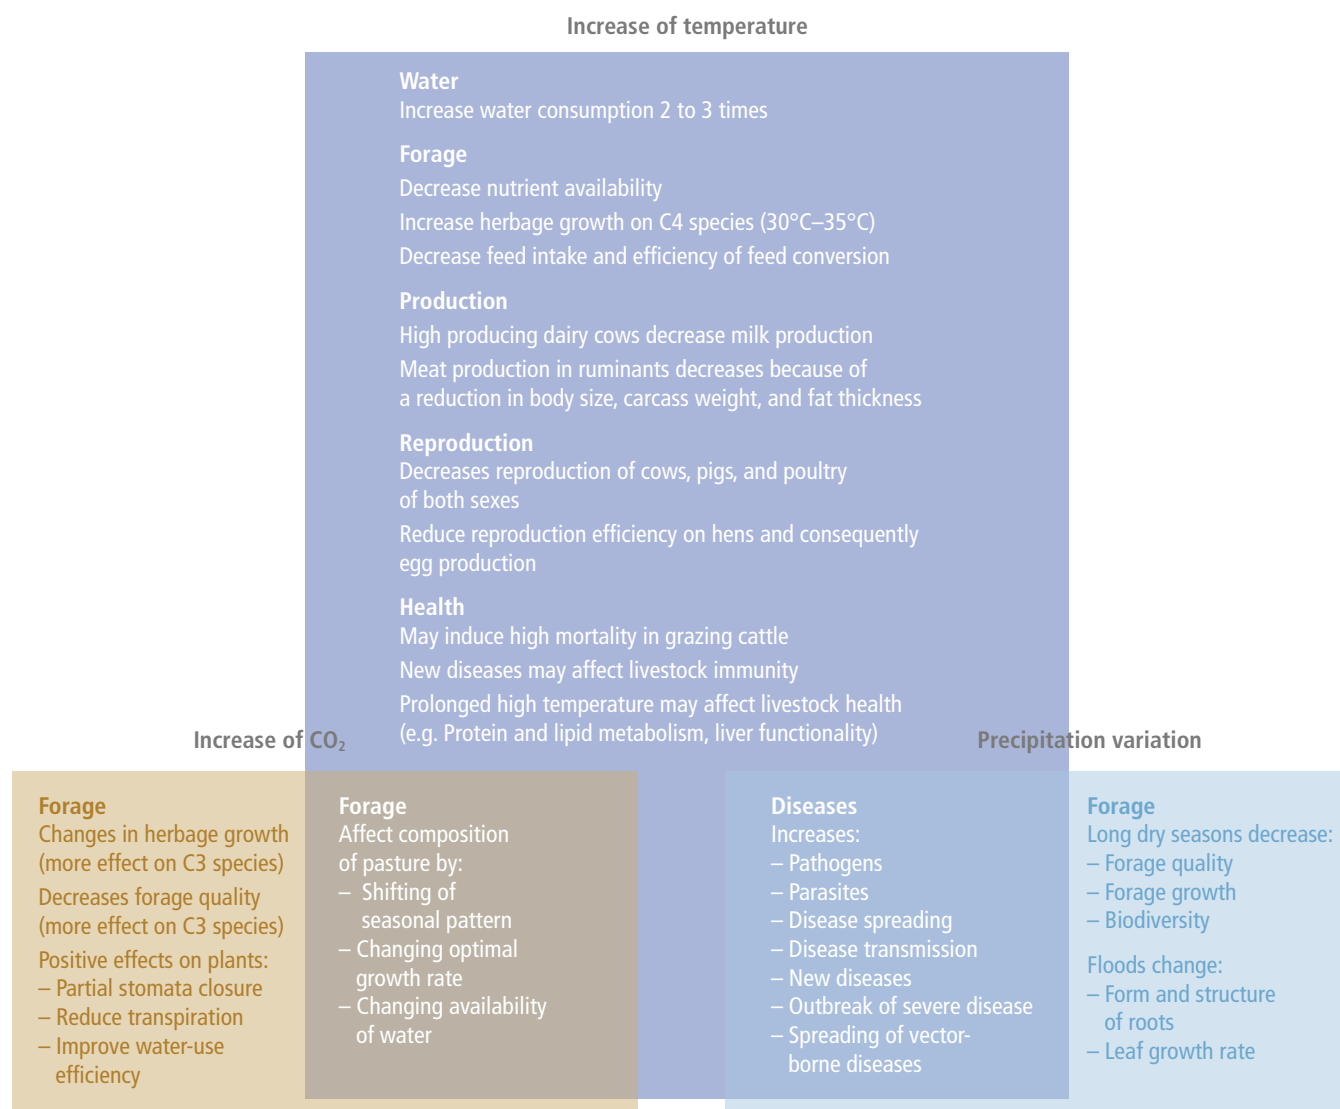 Increase of temperature
Water
Increase water consumption 2 to 3 times
Forage
Decrease nutrient availability
Increase herbage growth on C4 species (30°C–35°C)
Decrease feed intake and efficiency of feed conversion
Production
High producing dairy cows decrease milk production
Meat production in ruminants decreases because of
a reduction in body size, carcass weight, and fat thickness
Reproduction
Decreases reproduction of cows, pigs, and poultry
of both sexes
Reduce reproduction efficiency on hens and consequently
egg production
Health
May induce high mortality in grazing cattle
New diseases may affect livestock immunity
Prolonged high temperature may affect livestock health
(e.g. Protein and lipid metabolism, liver functionality)
Increase of CO₂
Forage
Changes in herbage growth
(more effect on C3 species)
Decreases forage quality
(more effect on C3 species)
Positive effects on plants:
– Partial stomata closure
– Reduce transpiration
– Improve water-use
efficiency
Forage
Affect composition
of pasture by:
– Shifting of
seasonal pattern
– Changing optimal
growth rate
– Changing availability
of water
Precipitation variation
Diseases
Increases:
– Pathogens
– Parasites
– Disease spreading
– Disease transmission
– New diseases
– Outbreak of severe disease
– Spreading of vector-
borne diseases
Forage
Long dry seasons decrease:
– Forage quality
– Forage growth
– Biodiversity
Floods change:
– Form and structure
of roots
– Leaf growth rate